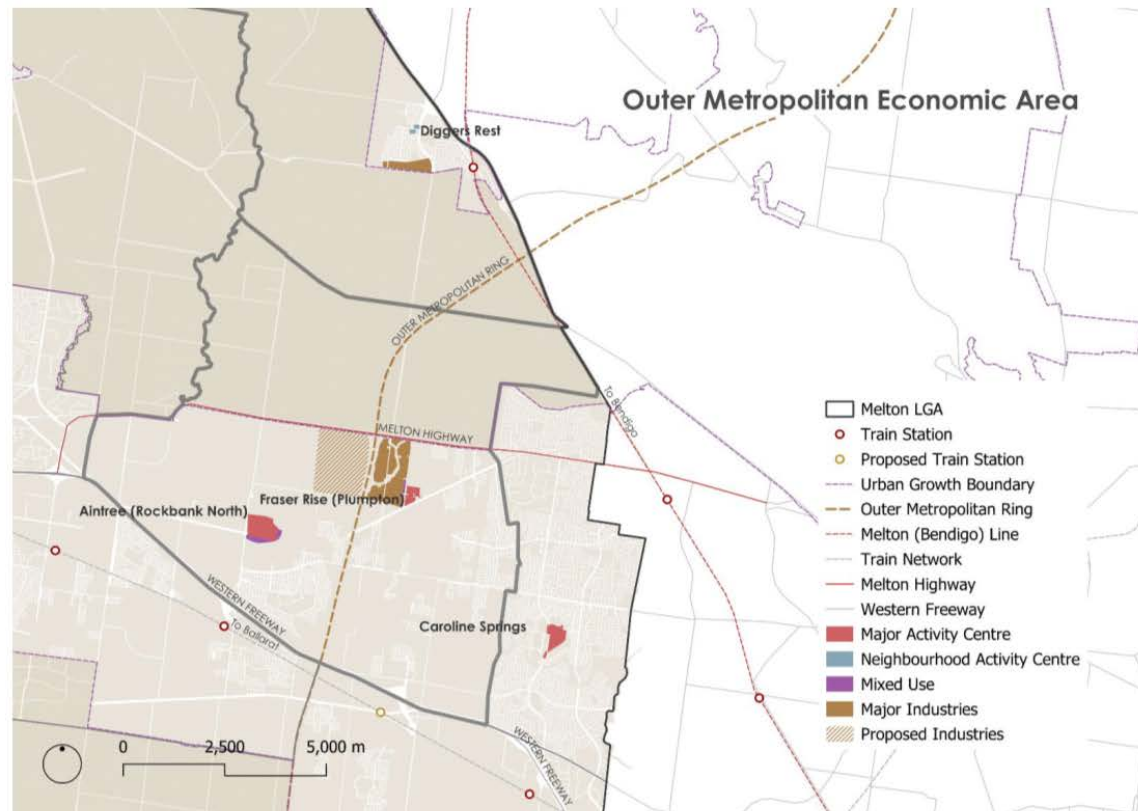 Outer Metropolitan Economic Area
Diggers Rest
OUTER METROPOLITAN RING
To Bendigo
MELTON HIGHWAY
Fraser Rise (Plumpton)
Aintree (Rockbank North)
WESTERN FREEWAY
To Ballarat
Caroline Springs
WESTERN FREEWAY
0 2,500 5,000 m
Melton LGA
Train Station
Proposed Train Station
Urban Growth Boundary
Outer Metropolitan Ring
Melton (Bendigo) Line
Train Network
Melton Highway
Western Freeway
Major Activity Centre
Neighbourhood Activity Centre
Mixed Use
Major Industries
Proposed Industries